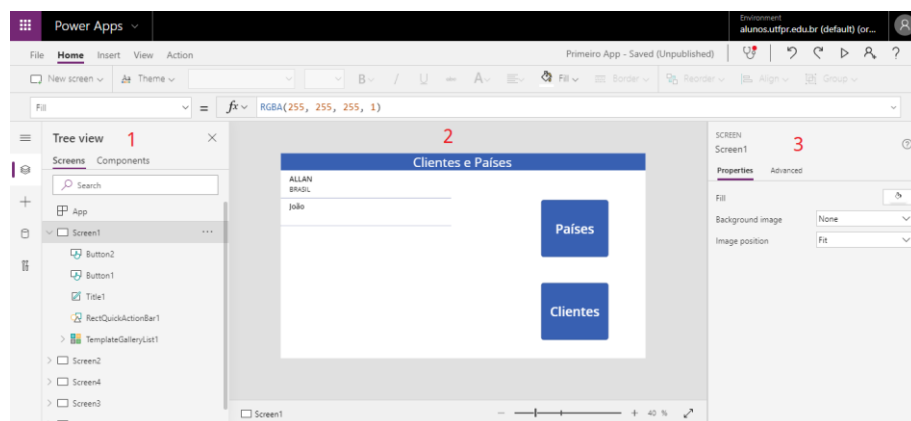 Power Apps
Environment
alunos.utfpr.edu.br (default) (or...
File Home Insert View Action
Primeiro App - Saved (Unpublished)
?
New screen Theme B / U abc A Fill Border Reorder Align Group
Fill = fx RGBA(255, 255, 255, 1)
Tree view 1
Screens Components
Search
App
Screen1 ...
Button2
Button1
Title1
RectQuickActionBar1
TemplateGalleryList1
Screen2
Screen4
Screen3
2
Clientes e Países
ALLAN
BRASIL
João
Países
Clientes
Screen1
− + 40 %
SCREEN
Screen1 3
Properties Advanced
Fill
Background image None
Image position Fit